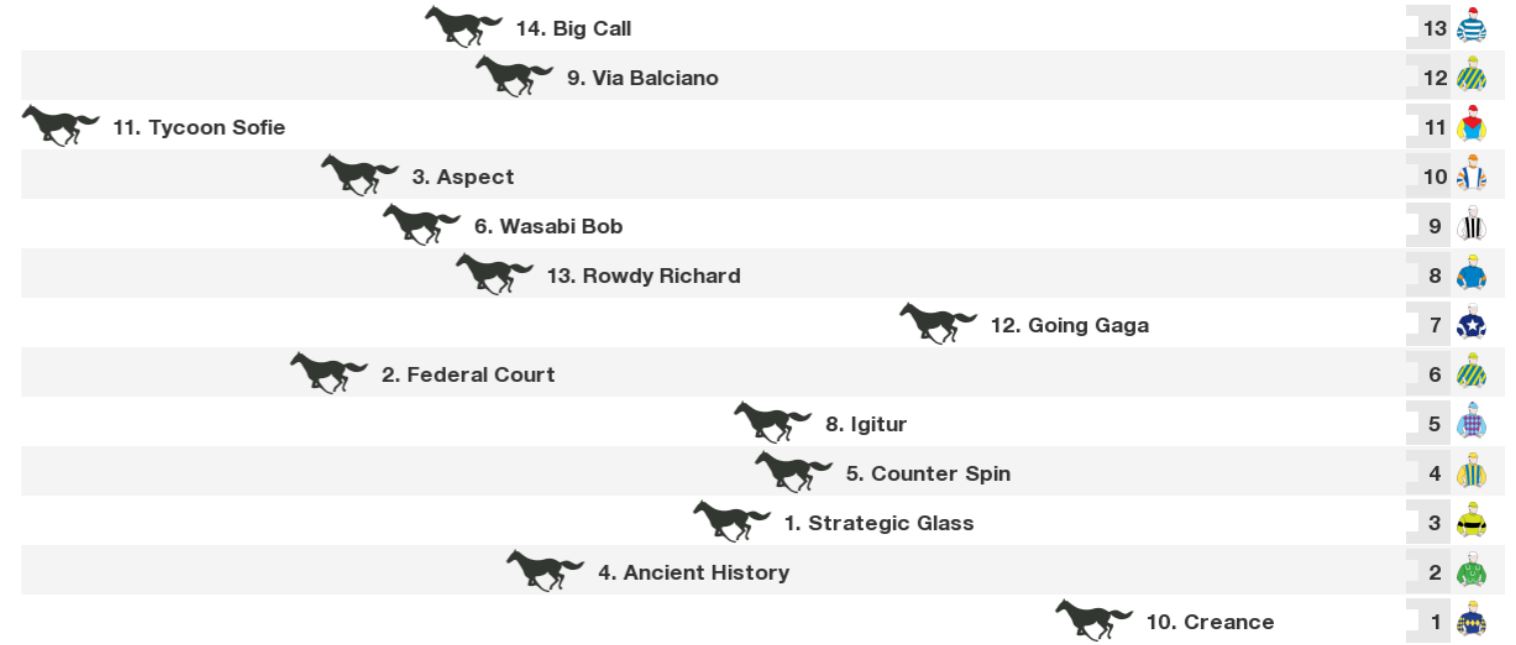 14. Big Call 13
9. Via Balciano 12
11. Tycoon Sofie 11
3. Aspect 10
6. Wasabi Bob 9
13. Rowdy Richard 8
12. Going Gaga 7
2. Federal Court 6
8. Igitur 5
5. Counter Spin 4
1. Strategic Glass 3
4. Ancient History 2
10. Creance 1